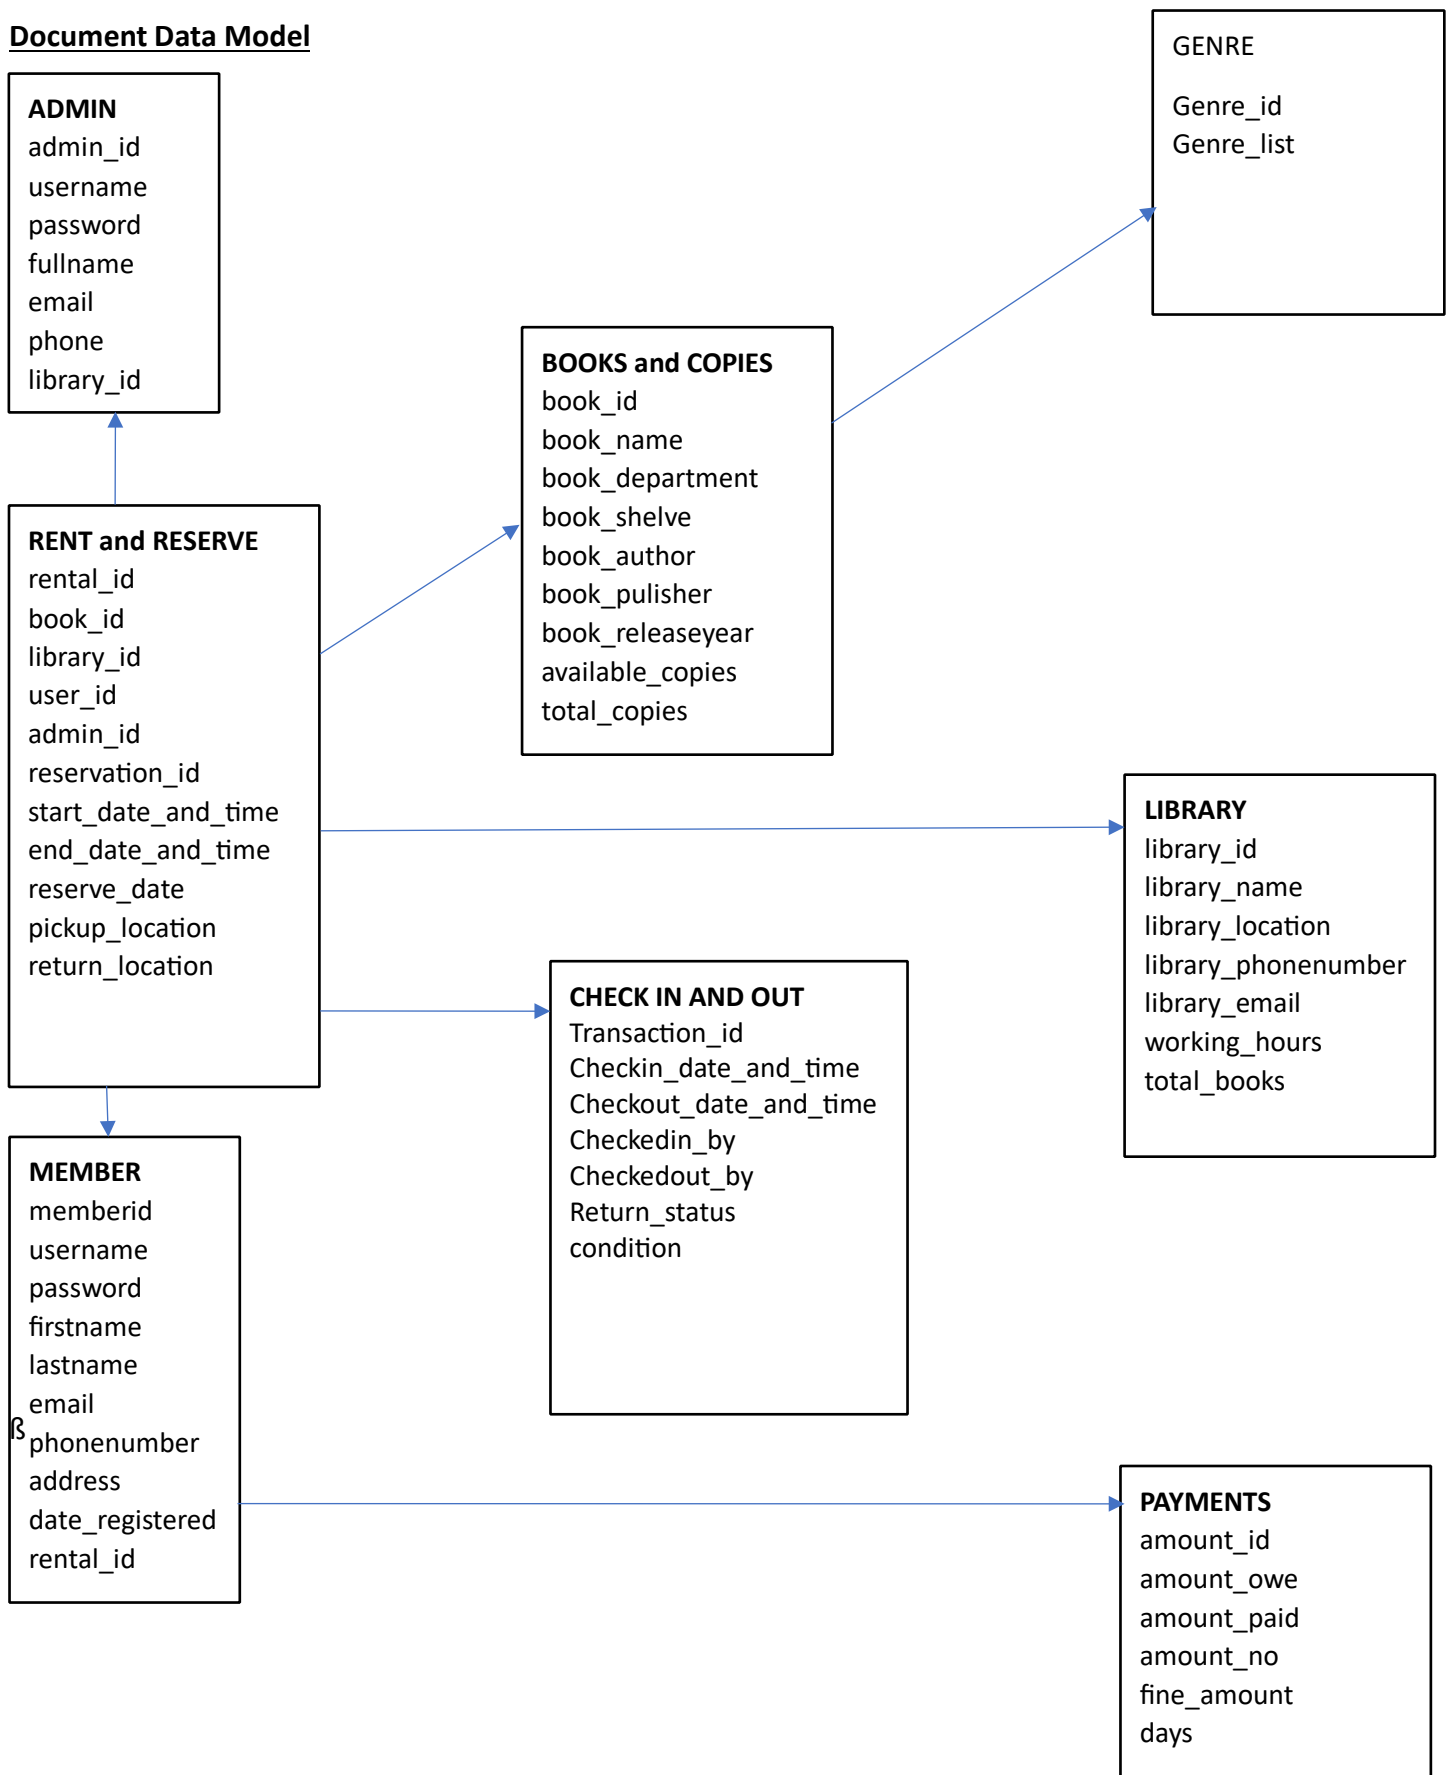 Document Data Model
ADMIN
admin_id
username
password
fullname
email
phone
library_id
GENRE
Genre_id
Genre_list
BOOKS and COPIES
book_id
book_name
book_department
book_shelve
book_author
book_pulisher
book_releaseyear
available_copies
total_copies
RENT and RESERVE
rental_id
book_id
library_id
user_id
admin_id
reservation_id
start_date_and_time
end_date_and_time
reserve_date
pickup_location
return_location
LIBRARY
library_id
library_name
library_location
library_phonenumber
library_email
working_hours
total_books
CHECK IN AND OUT
Transaction_id
Checkin_date_and_time
Checkout_date_and_time
Checkedin_by
Checkedout_by
Return_status
condition
MEMBER
memberid
username
password
firstname
lastname
email
ß
phonenumber
address
date_registered
rental_id
PAYMENTS
amount_id
amount_owe
amount_paid
amount_no
fine_amount
days